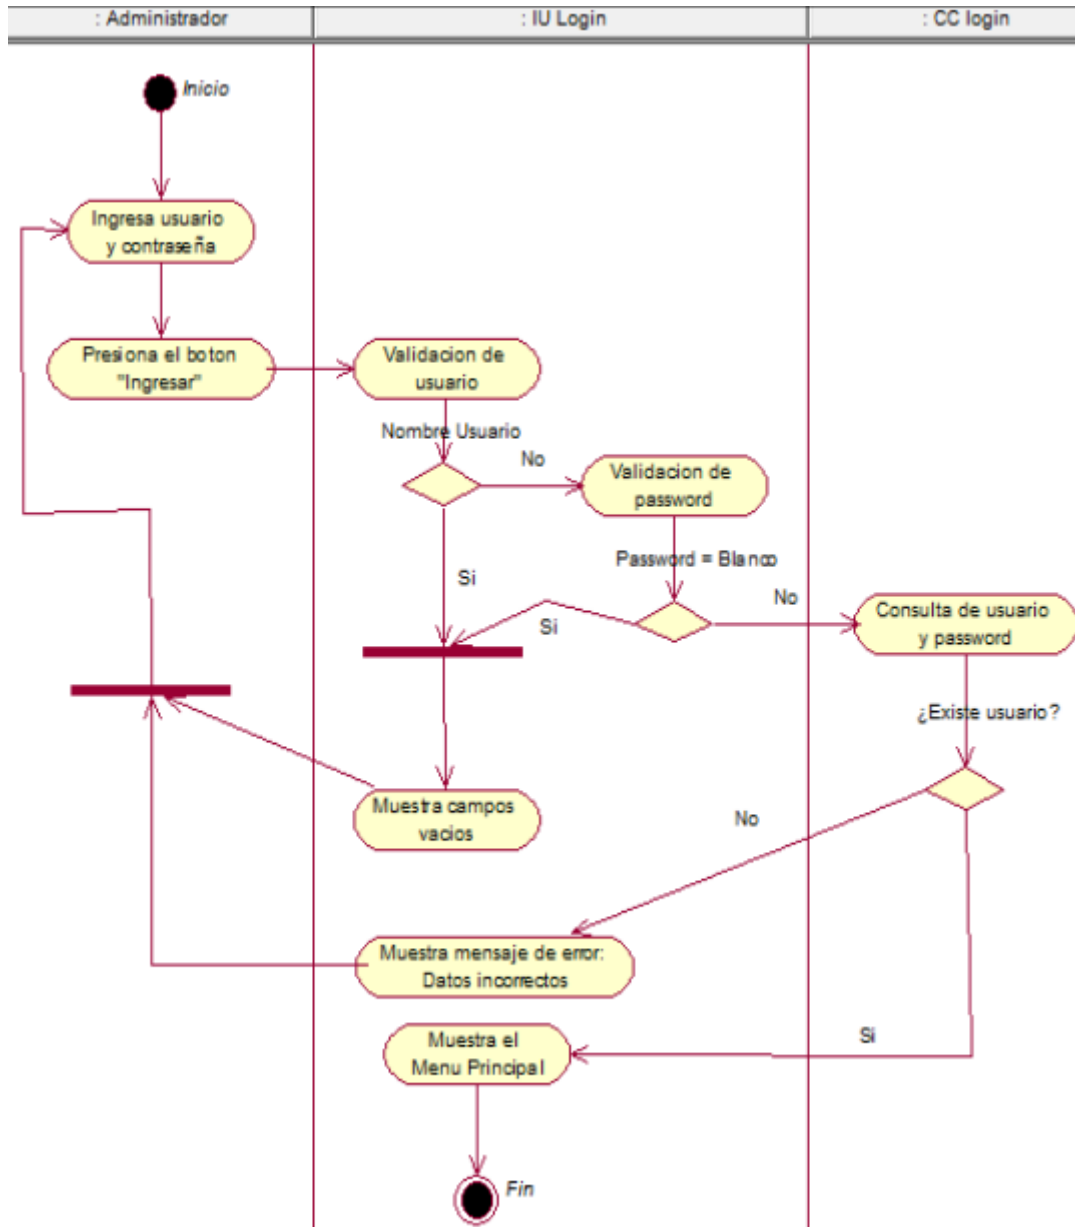 : Administrador
: IU Login
: CC login
Inicio
Ingresa usuario
y contraseña
Presiona el boton
"Ingresar"
Validacion de
usuario
Nombre Usuario
No
Validacion de
password
Password = Blanco
Si
Si
No
Consulta de usuario
y password
¿Existe usuario?
Muestra campos
vacios
No
Muestra mensaje de error:
Datos incorrectos
Muestra el
Menu Principal
Si
Fin